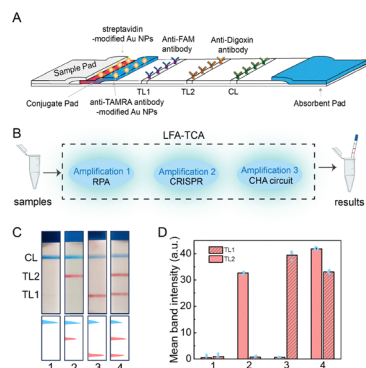 A
streptavidin
-modified Au NPs
Anti-FAM
antibody
Anti-Digoxin
antibody
Sample Pad
TL1
TL2
CL
Conjugate Pad
anti-TAMRA antibody
-modified Au NPs
Absorbent Pad
B
LFA-TCA
Amplification 1
RPA
Amplification 2
CRISPR
Amplification 3
CHA circuit
samples
results
C
CL
TL2
TL1
1 2 3 4
D
Mean band intensity (a.u.)
TL1
TL2
40
30
20
10
0
1 2 3 4